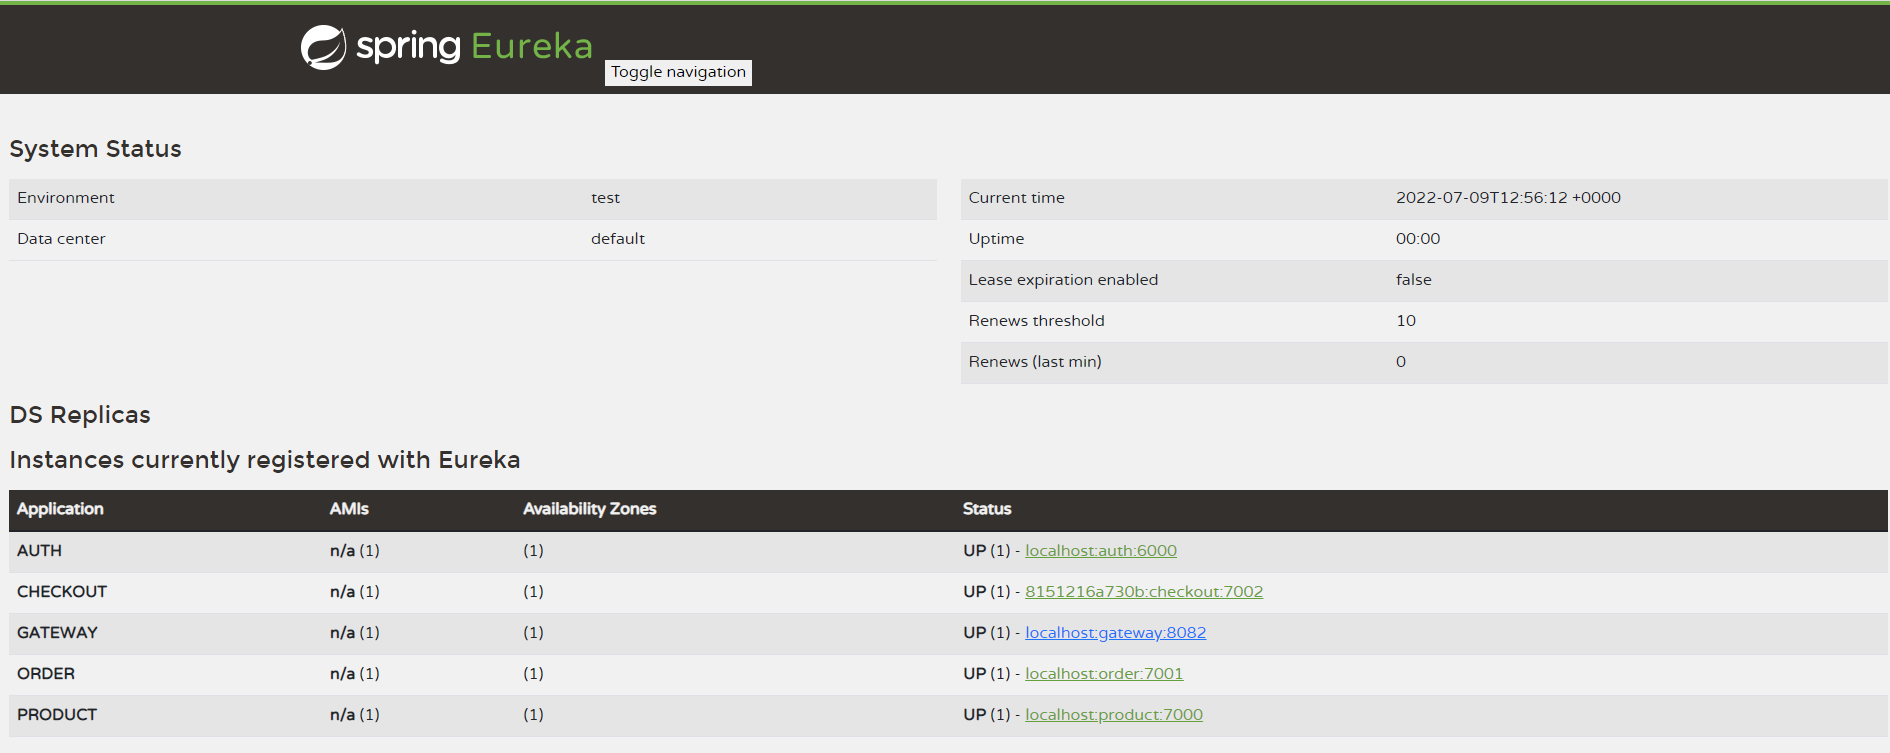 spring Eureka
Toggle navigation
System Status
Environment test
Data center default
Current time 2022-07-09T12:56:12 +0000
Uptime 00:00
Lease expiration enabled false
Renews threshold 10
Renews (last min) 0
DS Replicas
Instances currently registered with Eureka
Application AMIs Availability Zones Status
AUTH n/a (1) (1) UP (1) - localhost:auth:6000
CHECKOUT n/a (1) (1) UP (1) - 8151216a730b:checkout:7002
GATEWAY n/a (1) (1) UP (1) - localhost:gateway:8082
ORDER n/a (1) (1) UP (1) - localhost:order:7001
PRODUCT n/a (1) (1) UP (1) - localhost:product:7000